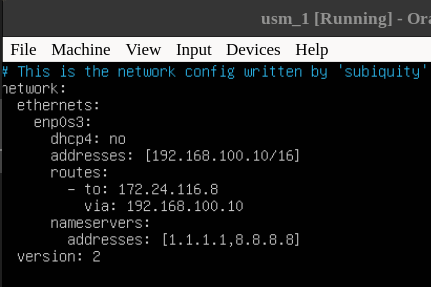 usm_1 [Running] - Ora
File Machine View Input Devices Help
# This is the network config written by 'subiquity'
network:
  ethernets:
    enp0s3:
      dhcp4: no
      addresses: [192.168.100.10/16]
      routes:
        - to: 172.24.116.8
          via: 192.168.100.10
      nameservers:
        addresses: [1.1.1.1,8.8.8.8]
  version: 2